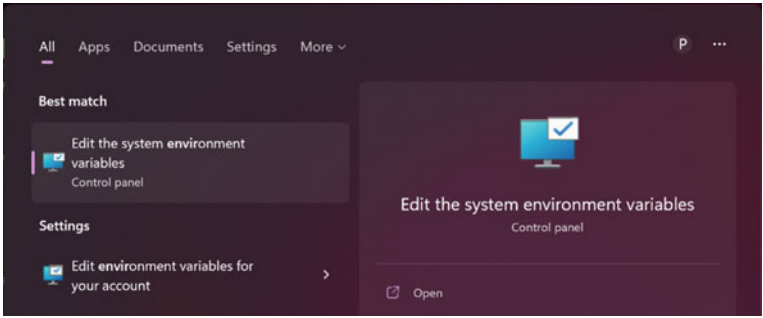 All Apps Documents Settings More P ...
Best match
Edit the system environment
variables
Control panel
Settings
Edit environment variables for
your account
Edit the system environment variables
Control panel
Open